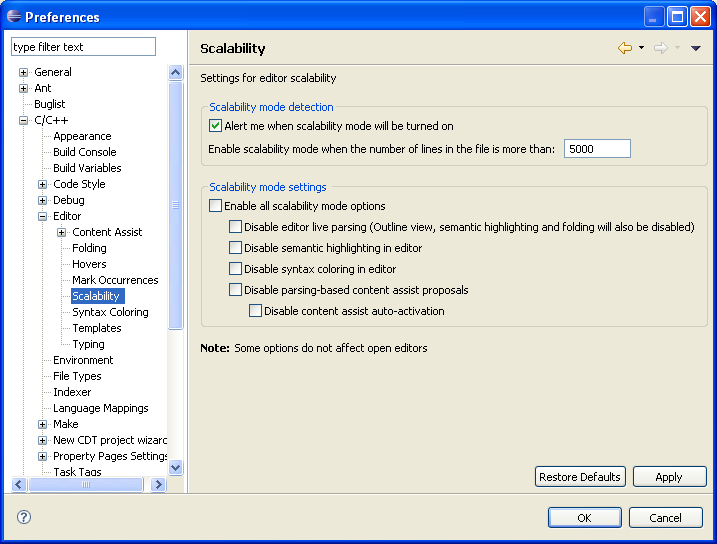 Preferences
type filter text
General
Ant
Buglist
C/C++
Appearance
Build Console
Build Variables
Code Style
Debug
Editor
Content Assist
Folding
Hovers
Mark Occurrences
Scalability
Syntax Coloring
Templates
Typing
Environment
File Types
Indexer
Language Mappings
Make
New CDT project wizard
Property Pages Settings
Task Tags
Scalability
Settings for editor scalability
Scalability mode detection
Alert me when scalability mode will be turned on
Enable scalability mode when the number of lines in the file is more than: 5000
Scalability mode settings
Enable all scalability mode options
Disable editor live parsing (Outline view, semantic highlighting and folding will also be disabled)
Disable semantic highlighting in editor
Disable syntax coloring in editor
Disable parsing-based content assist proposals
Disable content assist auto-activation
Note: Some options do not affect open editors
Restore Defaults Apply
? OK Cancel